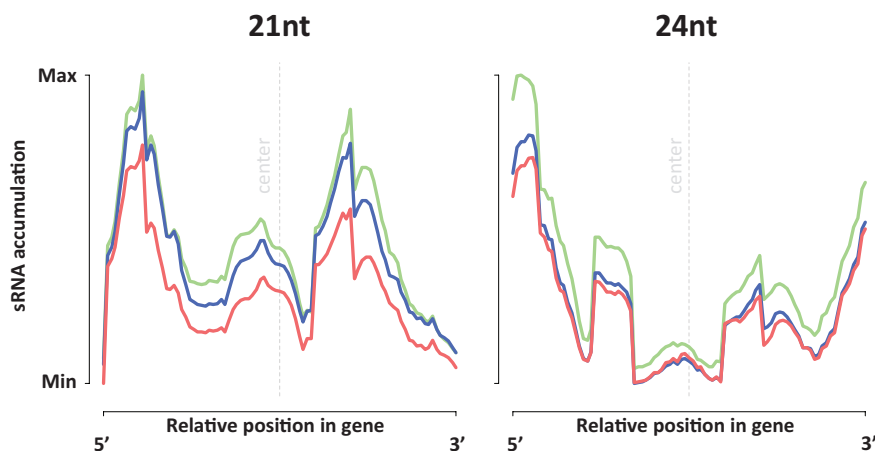 21nt
24nt
Max
Min
sRNA accumulation
center
center
Relative position in gene
5’
3’
Relative position in gene
5’
3’